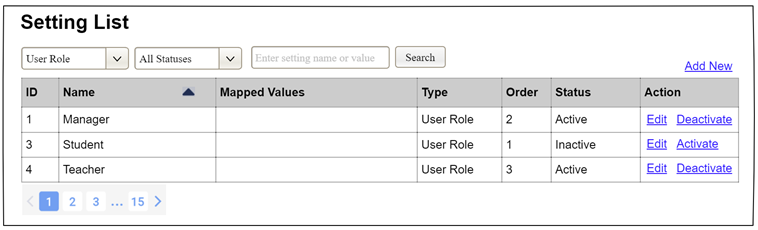 Setting List
User Role All Statuses Enter setting name or value Search
Add New
ID Name Mapped Values Type Order Status Action
1 Manager User Role 2 Active Edit Deactivate
3 Student User Role 1 Inactive Edit Activate
4 Teacher User Role 3 Active Edit Deactivate
< 1 2 3 ... 15 >